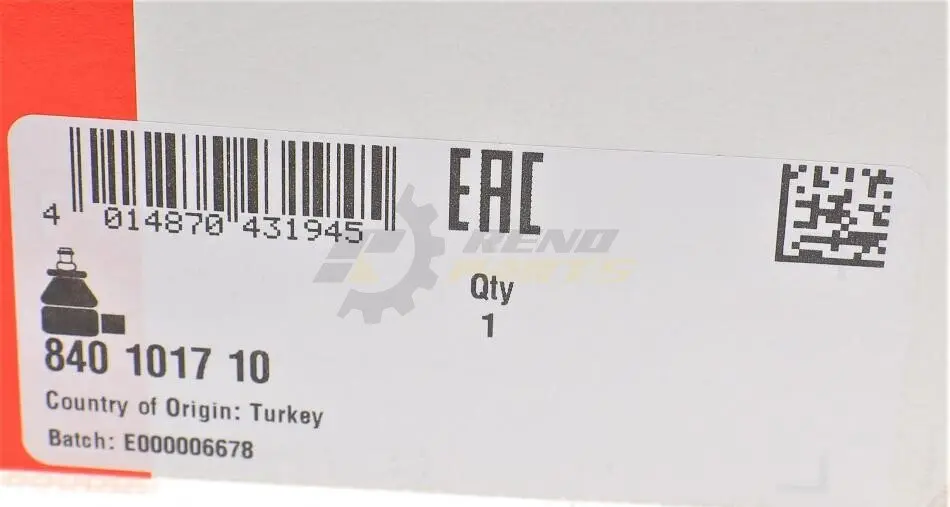 4 014870 431945
EAC
RENO
PARTS
Qty
1
840 1017 10
Country of Origin: Turkey
Batch: E000006678